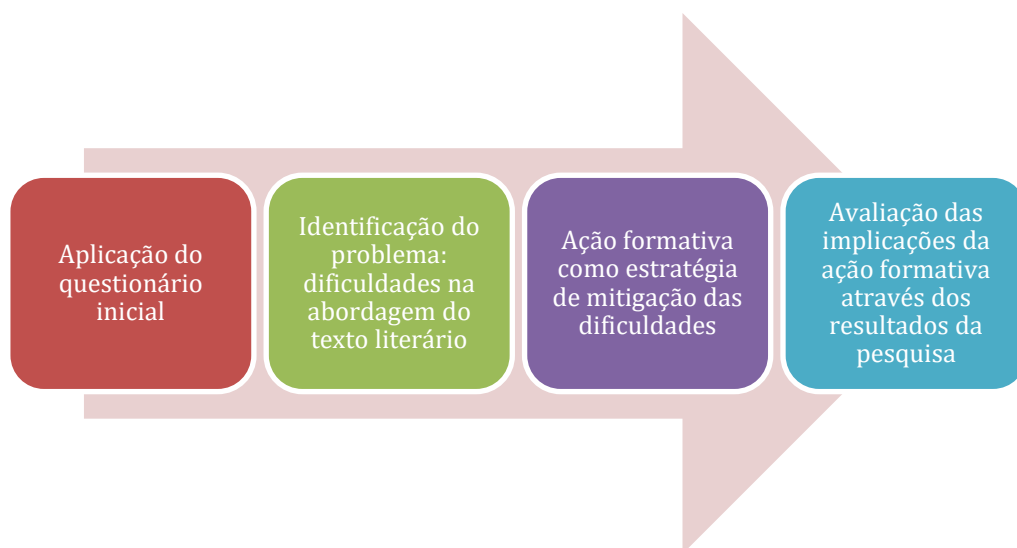 Aplicação do
questionário
inicial
Identificação do
problema:
dificuldades na
abordagem do
texto literário
Ação formativa
como estratégia
de mitigação das
dificuldades
Avaliação das
implicações da
ação formativa
através dos
resultados da
pesquisa